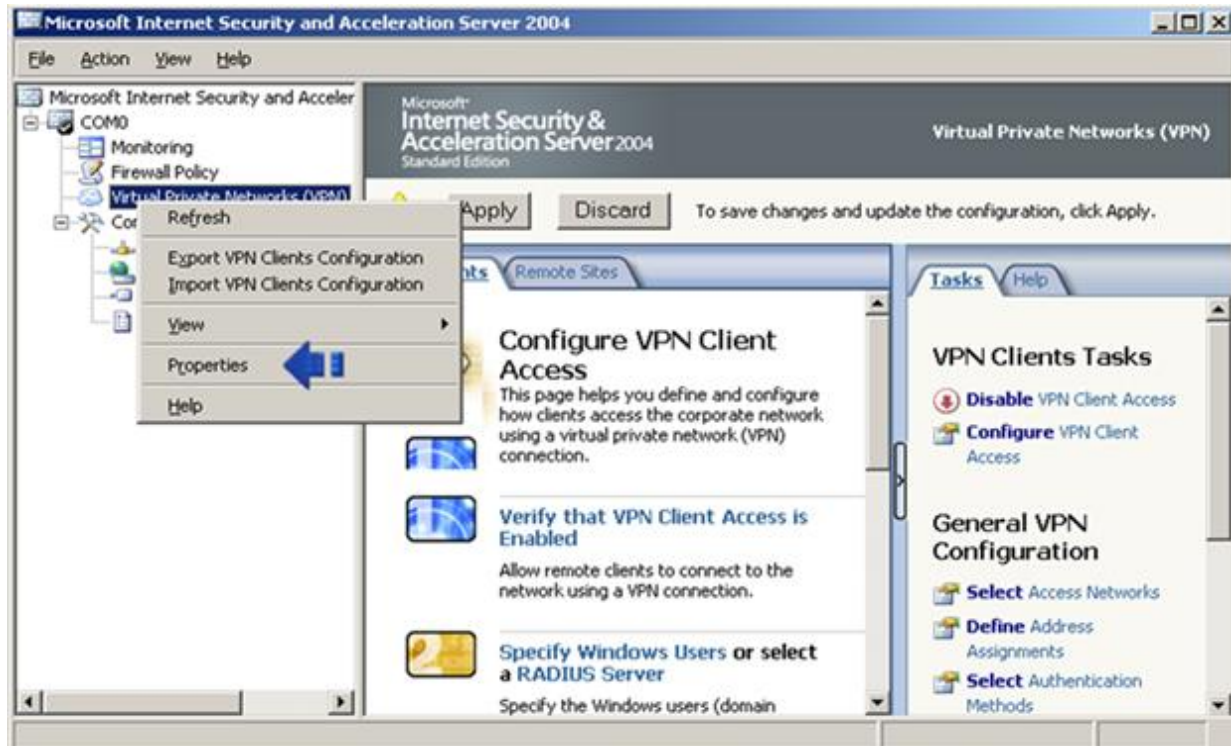 Microsoft Internet Security and Acceleration Server 2004
File Action View Help
Microsoft Internet Security and Acceler
COM0
Monitoring
Firewall Policy
Virtual Private Networks (VPN)
Refresh
Export VPN Clients Configuration
Import VPN Clients Configuration
View
Properties
Help
Microsoft
Internet Security &
Acceleration Server 2004
Standard Edition
Virtual Private Networks (VPN)
Apply Discard To save changes and update the configuration, click Apply.
Remote Sites
Configure VPN Client
Access
This page helps you define and configure
how clients access the corporate network
using a virtual private network (VPN)
connection.
Verify that VPN Client Access is
Enabled
Allow remote clients to connect to the
network using a VPN connection.
Specify Windows Users or select
a RADIUS Server
Specify the Windows users (domain
Tasks Help
VPN Clients Tasks
Disable VPN Client Access
Configure VPN Client
Access
General VPN
Configuration
Select Access Networks
Define Address
Assignments
Select Authentication
Methods